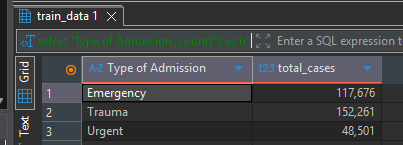 train_data 1
select `Type of Admission`,count(*) as t
Enter a SQL expression to
Grid
Text
A-Z Type of Admission
123 total_cases
1 Emergency 117,676
2 Trauma 152,261
3 Urgent 48,501